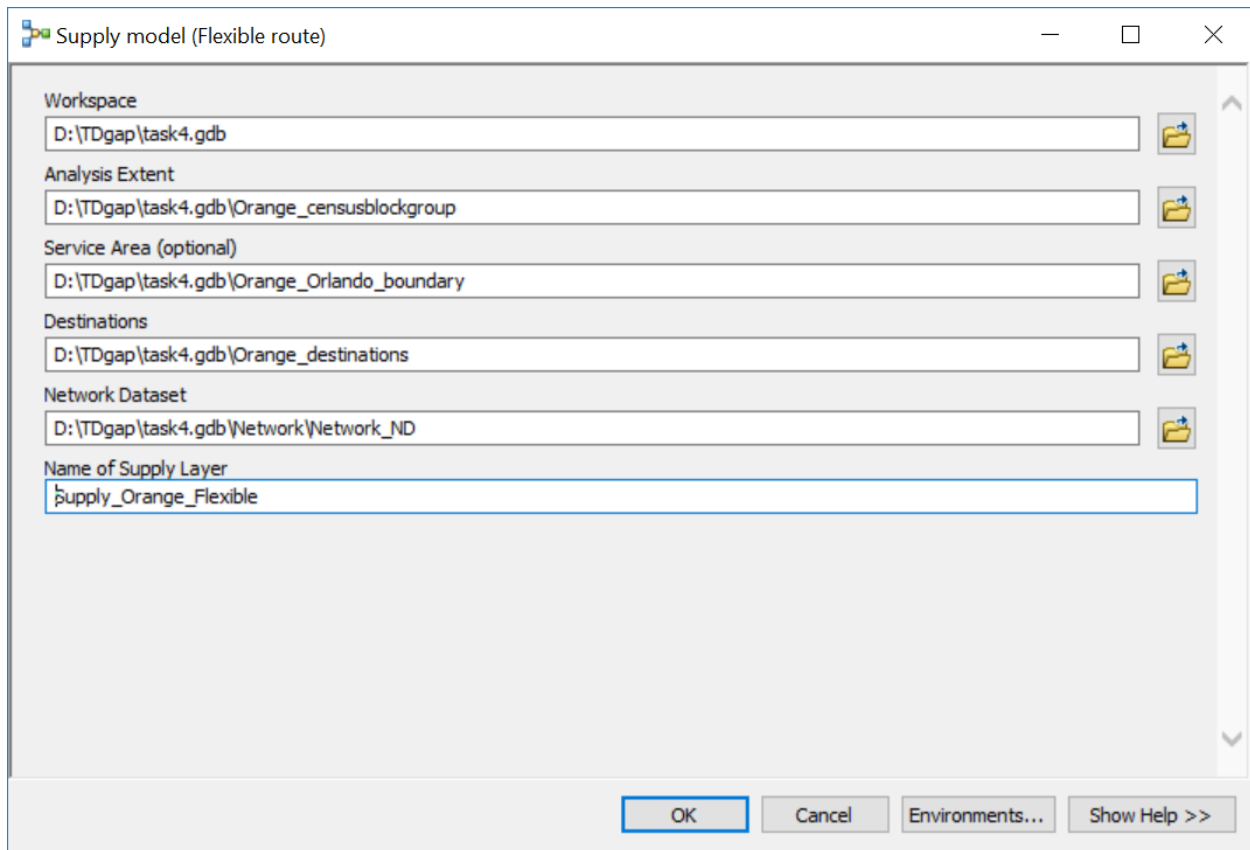 Supply model (Flexible route)
Workspace
D:\TDgap\task4.gdb
Analysis Extent
D:\TDgap\task4.gdb\Orange_censusblockgroup
Service Area (optional)
D:\TDgap\task4.gdb\Orange_Orlando_boundary
Destinations
D:\TDgap\task4.gdb\Orange_destinations
Network Dataset
D:\TDgap\task4.gdb\Network\Network_ND
Name of Supply Layer
Supply_Orange_Flexible
OK Cancel Environments... Show Help >>